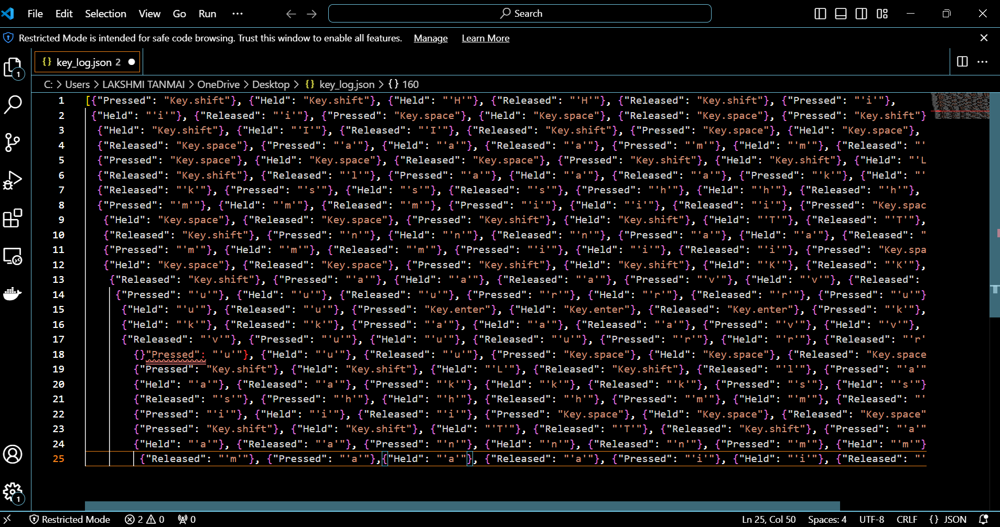 File Edit Selection View Go Run ··· Search
Restricted Mode is intended for safe code browsing. Trust this window to enable all features. Manage Learn More
{} key_log.json 2
C: > Users > LAKSHMI TANMAI > OneDrive > Desktop > {} key_log.json > {} 160
1 [{"Pressed": "Key.shift"}, {"Held": "Key.shift"}, {"Held": "'H'"}, {"Released": "'H'"}, {"Released": "Key.shift"}, {"Pressed": "'i'"},
2 {"Held": "'i'"}, {"Released": "'i'"}, {"Pressed": "Key.space"}, {"Held": "Key.space"}, {"Released": "Key.space"}, {"Pressed": "Key.shift"}
3 {"Held": "Key.shift"}, {"Held": "'I'"}, {"Released": "'I'"}, {"Released": "Key.shift"}, {"Pressed": "Key.space"}, {"Held": "Key.space"},
4 {"Released": "Key.space"}, {"Pressed": "'a'"}, {"Held": "'a'"}, {"Released": "'a'"}, {"Pressed": "'m'"}, {"Held": "'m'"}, {"Released": "'
5 {"Pressed": "Key.space"}, {"Held": "Key.space"}, {"Released": "Key.space"}, {"Pressed": "Key.shift"}, {"Held": "Key.shift"}, {"Held": "'L
6 {"Released": "Key.shift"}, {"Released": "'l'"}, {"Pressed": "'a'"}, {"Held": "'a'"}, {"Released": "'a'"}, {"Pressed": "'k'"}, {"Held": "'
7 {"Released": "'k'"}, {"Pressed": "'s'"}, {"Held": "'s'"}, {"Released": "'s'"}, {"Pressed": "'h'"}, {"Held": "'h'"}, {"Released": "'h'"},
8 {"Pressed": "'m'"}, {"Held": "'m'"}, {"Released": "'m'"}, {"Pressed": "'i'"}, {"Held": "'i'"}, {"Released": "'i'"}, {"Pressed": "Key.spac
9 {"Held": "Key.space"}, {"Released": "Key.space"}, {"Pressed": "Key.shift"}, {"Held": "Key.shift"}, {"Held": "'T'"}, {"Released": "'T'"},
10 {"Released": "Key.shift"}, {"Pressed": "'n'"}, {"Held": "'n'"}, {"Released": "'n'"}, {"Pressed": "'a'"}, {"Held": "'a'"}, {"Released": "
11 {"Pressed": "'m'"}, {"Held": "'m'"}, {"Released": "'m'"}, {"Pressed": "'i'"}, {"Held": "'i'"}, {"Released": "'i'"}, {"Pressed": "Key.spa
12 {"Held": "Key.space"}, {"Released": "Key.space"}, {"Pressed": "Key.shift"}, {"Held": "Key.shift"}, {"Held": "'K'"}, {"Released": "'K'"},
13 {"Released": "Key.shift"}, {"Pressed": "'a'"}, {"Held": "'a'"}, {"Released": "'a'"}, {"Pressed": "'v'"}, {"Held": "'v'"}, {"Released":
14 {"Pressed": "'u'"}, {"Held": "'u'"}, {"Released": "'u'"}, {"Pressed": "'r'"}, {"Held": "'r'"}, {"Released": "'r'"}, {"Pressed": "'u'"}
15 {"Held": "'u'"}, {"Released": "'u'"}, {"Pressed": "Key.enter"}, {"Held": "Key.enter"}, {"Released": "Key.enter"}, {"Pressed": "'k'"},
16 {"Held": "'k'"}, {"Released": "'k'"}, {"Pressed": "'a'"}, {"Held": "'a'"}, {"Released": "'a'"}, {"Pressed": "'v'"}, {"Held": "'v'"},
17 {"Released": "'v'"}, {"Pressed": "'u'"}, {"Held": "'u'"}, {"Released": "'u'"}, {"Pressed": "'r'"}, {"Held": "'r'"}, {"Released": "'r'
18 {}"Pressed": "'u'"}, {"Held": "'u'"}, {"Released": "'u'"}, {"Pressed": "Key.space"}, {"Held": "Key.space"}, {"Released": "Key.space
19 {"Pressed": "Key.shift"}, {"Held": "Key.shift"}, {"Held": "'L'"}, {"Released": "Key.shift"}, {"Released": "'l'"}, {"Pressed": "'a'"
20 {"Held": "'a'"}, {"Released": "'a'"}, {"Pressed": "'k'"}, {"Held": "'k'"}, {"Released": "'k'"}, {"Pressed": "'s'"}, {"Held": "'s'"}
21 {"Released": "'s'"}, {"Pressed": "'h'"}, {"Held": "'h'"}, {"Released": "'h'"}, {"Pressed": "'m'"}, {"Held": "'m'"}, {"Released": "'
22 {"Pressed": "'i'"}, {"Held": "'i'"}, {"Released": "'i'"}, {"Pressed": "Key.space"}, {"Held": "Key.space"}, {"Released": "Key.space"
23 {"Pressed": "Key.shift"}, {"Held": "Key.shift"}, {"Held": "'T'"}, {"Released": "'T'"}, {"Released": "Key.shift"}, {"Pressed": "'a'"
24 {"Held": "'a'"}, {"Released": "'a'"}, {"Pressed": "'n'"}, {"Held": "'n'"}, {"Released": "'n'"}, {"Pressed": "'m'"}, {"Held": "'m'"}
25 {"Released": "'m'"}, {"Pressed": "'a'"},{"Held": "'a'"}, {"Released": "'a'"}, {"Pressed": "'i'"}, {"Held": "'i'"}, {"Released": "'
1
1
Restricted Mode 2 0 0 Ln 25, Col 50 Spaces: 4 UTF-8 CRLF {} JSON